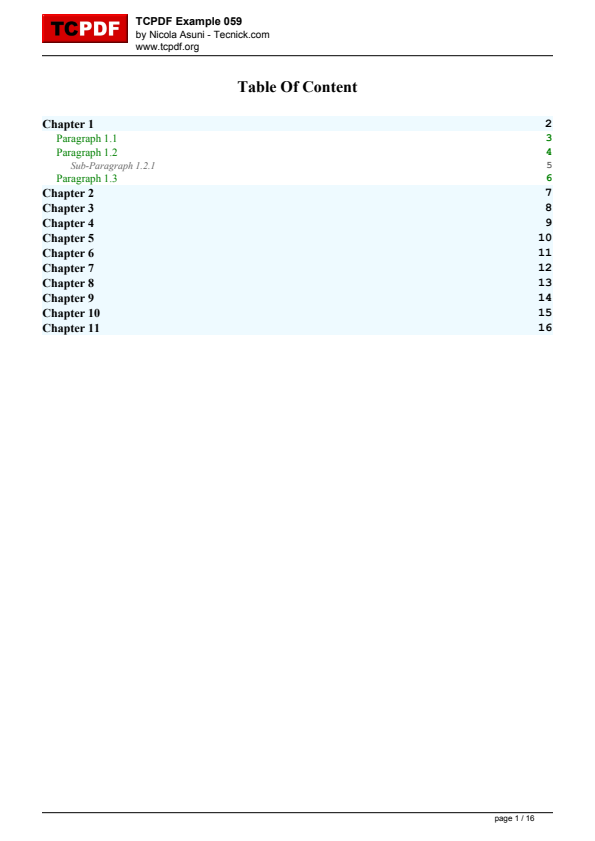 TCPDF
TCPDF Example 059
by Nicola Asuni - Tecnick.com
www.tcpdf.org
Table Of Content
Chapter 1 2
Paragraph 1.1 3
Paragraph 1.2 4
Sub-Paragraph 1.2.1 5
Paragraph 1.3 6
Chapter 2 7
Chapter 3 8
Chapter 4 9
Chapter 5 10
Chapter 6 11
Chapter 7 12
Chapter 8 13
Chapter 9 14
Chapter 10 15
Chapter 11 16
page 1 / 16